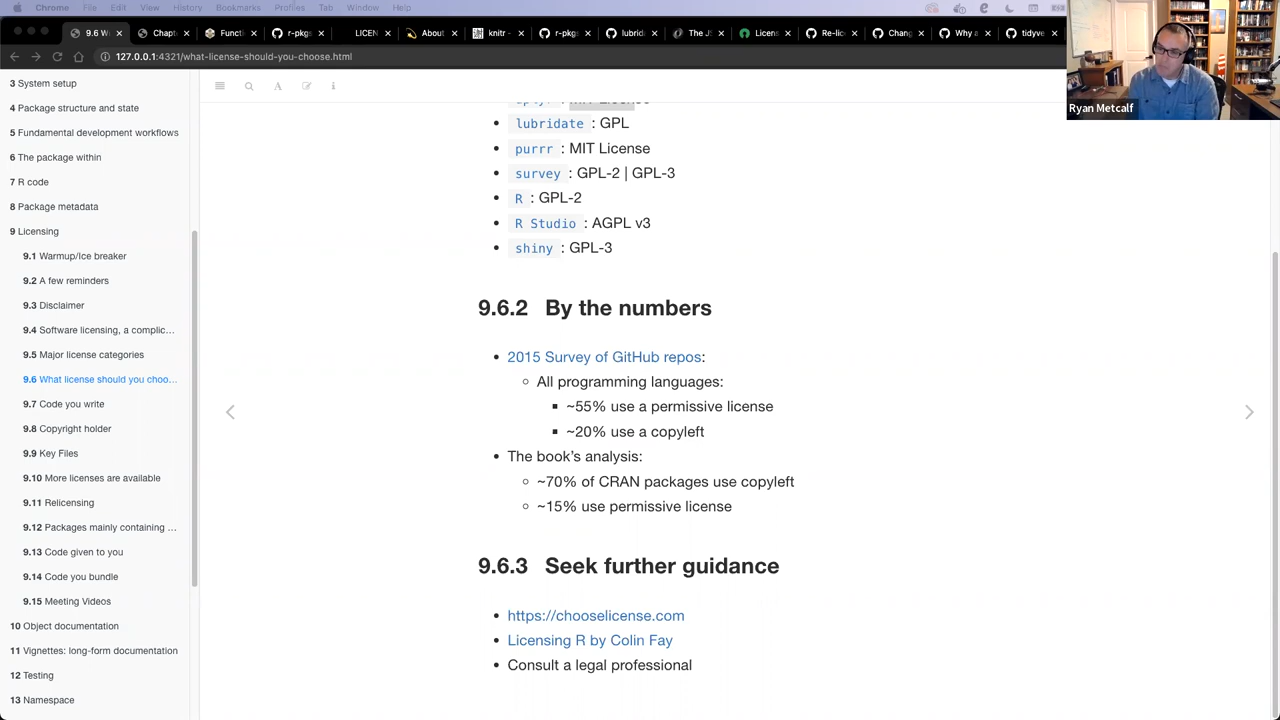 Chrome File Edit View History Bookmarks Profiles Tab Window Help
9.6 W Chapt Functi r-pkgs LICEN About knitr - r-pkgs lubrid The J Licens Re-lic Chang Why a tidyve
127.0.0.1:4321/what-license-should-you-choose.html
Ryan Metcalf
3 System setup
4 Package structure and state
5 Fundamental development workflows
6 The package within
7 R code
8 Package metadata
9 Licensing
9.1 Warmup/Ice breaker
9.2 A few reminders
9.3 Disclaimer
9.4 Software licensing, a complic…
9.5 Major license categories
9.6 What license should you choo…
9.7 Code you write
9.8 Copyright holder
9.9 Key Files
9.10 More licenses are available
9.11 Relicensing
9.12 Packages mainly containing …
9.13 Code given to you
9.14 Code you bundle
9.15 Meeting Videos
10 Object documentation
11 Vignettes: long-form documentation
12 Testing
13 Namespace
lubridate : GPL
purrr : MIT License
survey : GPL-2 | GPL-3
R : GPL-2
R Studio : AGPL v3
shiny : GPL-3
9.6.2 By the numbers
2015 Survey of GitHub repos:
All programming languages:
~55% use a permissive license
~20% use a copyleft
The book's analysis:
~70% of CRAN packages use copyleft
~15% use permissive license
9.6.3 Seek further guidance
https://chooselicense.com
Licensing R by Colin Fay
Consult a legal professional